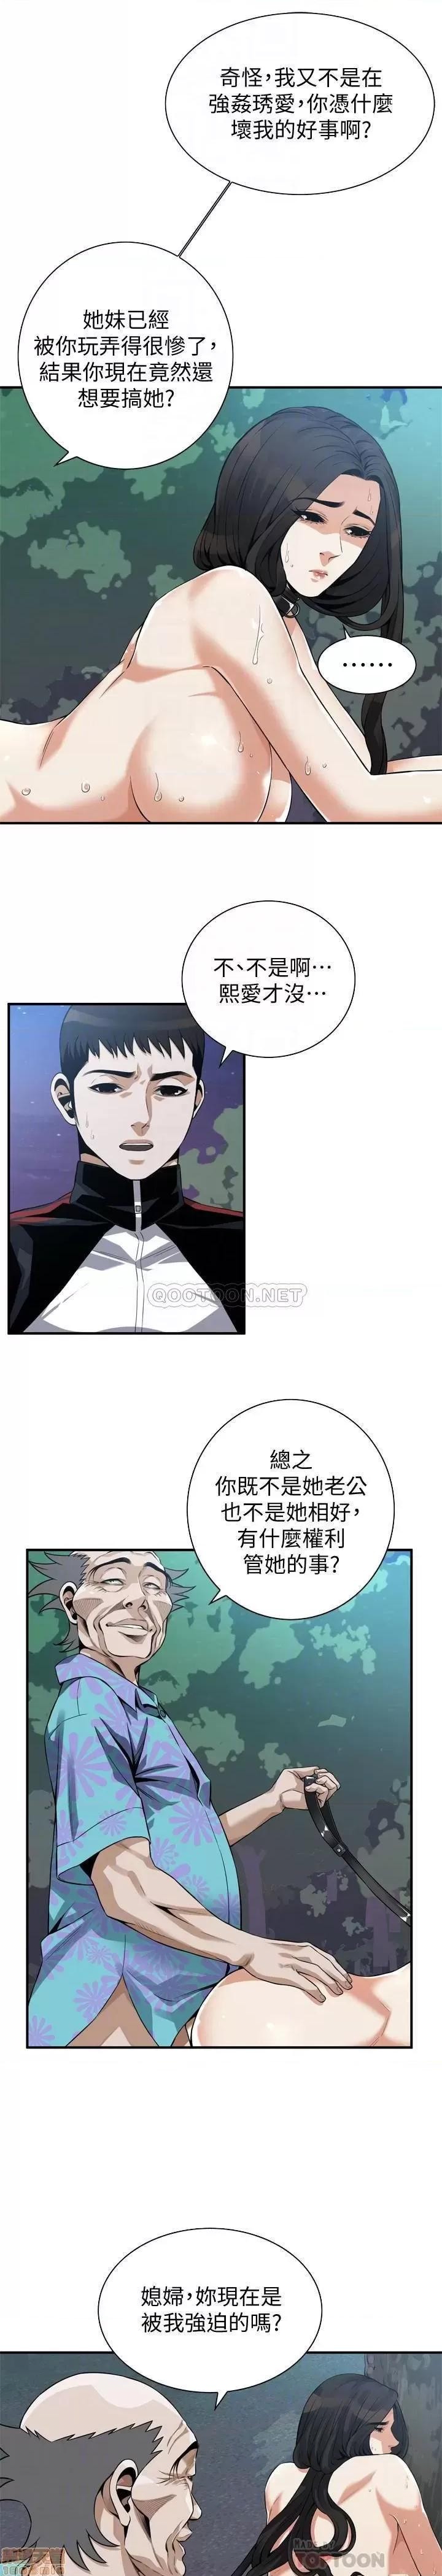 奇怪，我又不是在
強姦琇愛，你憑什麼
壞我的好事啊?
她妹已經
被你玩弄得很慘了，
結果你現在竟然還
想要搞她?
⋯⋯
不、不是啊⋯
熙愛才沒⋯
QOOTOON.NET
總之
你既不是她老公
也不是她相好，
有什麼權利
管她的事?
媳婦，妳現在是
被我強迫的嗎?